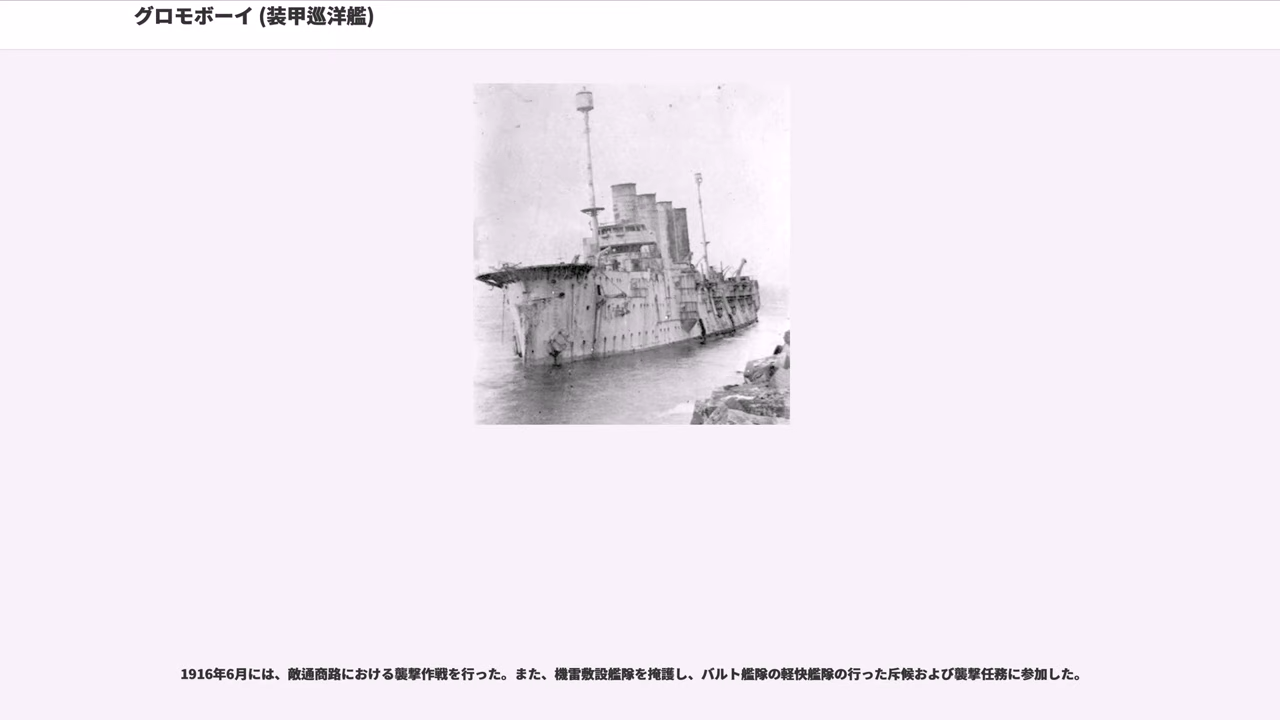 グロモボーイ (装甲巡洋艦)
1916年6月には、敵通商路における襲撃作戦を行った。また、機雷敷設艦隊を掩護し、バルト艦隊の軽快艦隊の行った斥候および襲撃任務に参加した。